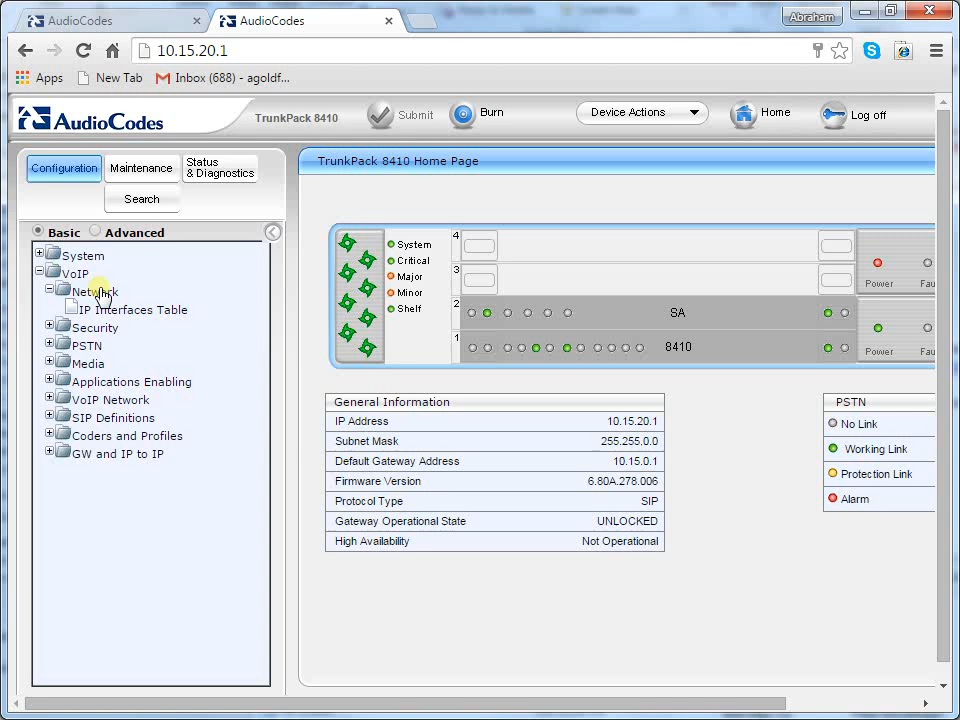 Abraham
AudioCodes
AudioCodes
10.15.20.1
Apps
New Tab
Inbox (688) - agoldf...
AudioCodes
TrunkPack 8410
Submit
Burn
Device Actions
Home
Log off
Configuration
Maintenance
Status
& Diagnostics
Search
Basic
Advanced
System
VoIP
Network
IP Interfaces Table
Security
PSTN
Media
Applications Enabling
VoIP Network
SIP Definitions
Coders and Profiles
GW and IP to IP
TrunkPack 8410 Home Page
System
Critical
Major
Minor
Shelf
4
3
2
1
SA
8410
Power
Fau
Power
Fau
General Information
IP Address 10.15.20.1
Subnet Mask 255.255.0.0
Default Gateway Address 10.15.0.1
Firmware Version 6.80A.278.006
Protocol Type SIP
Gateway Operational State UNLOCKED
High Availability Not Operational
PSTN
No Link
Working Link
Protection Link
Alarm